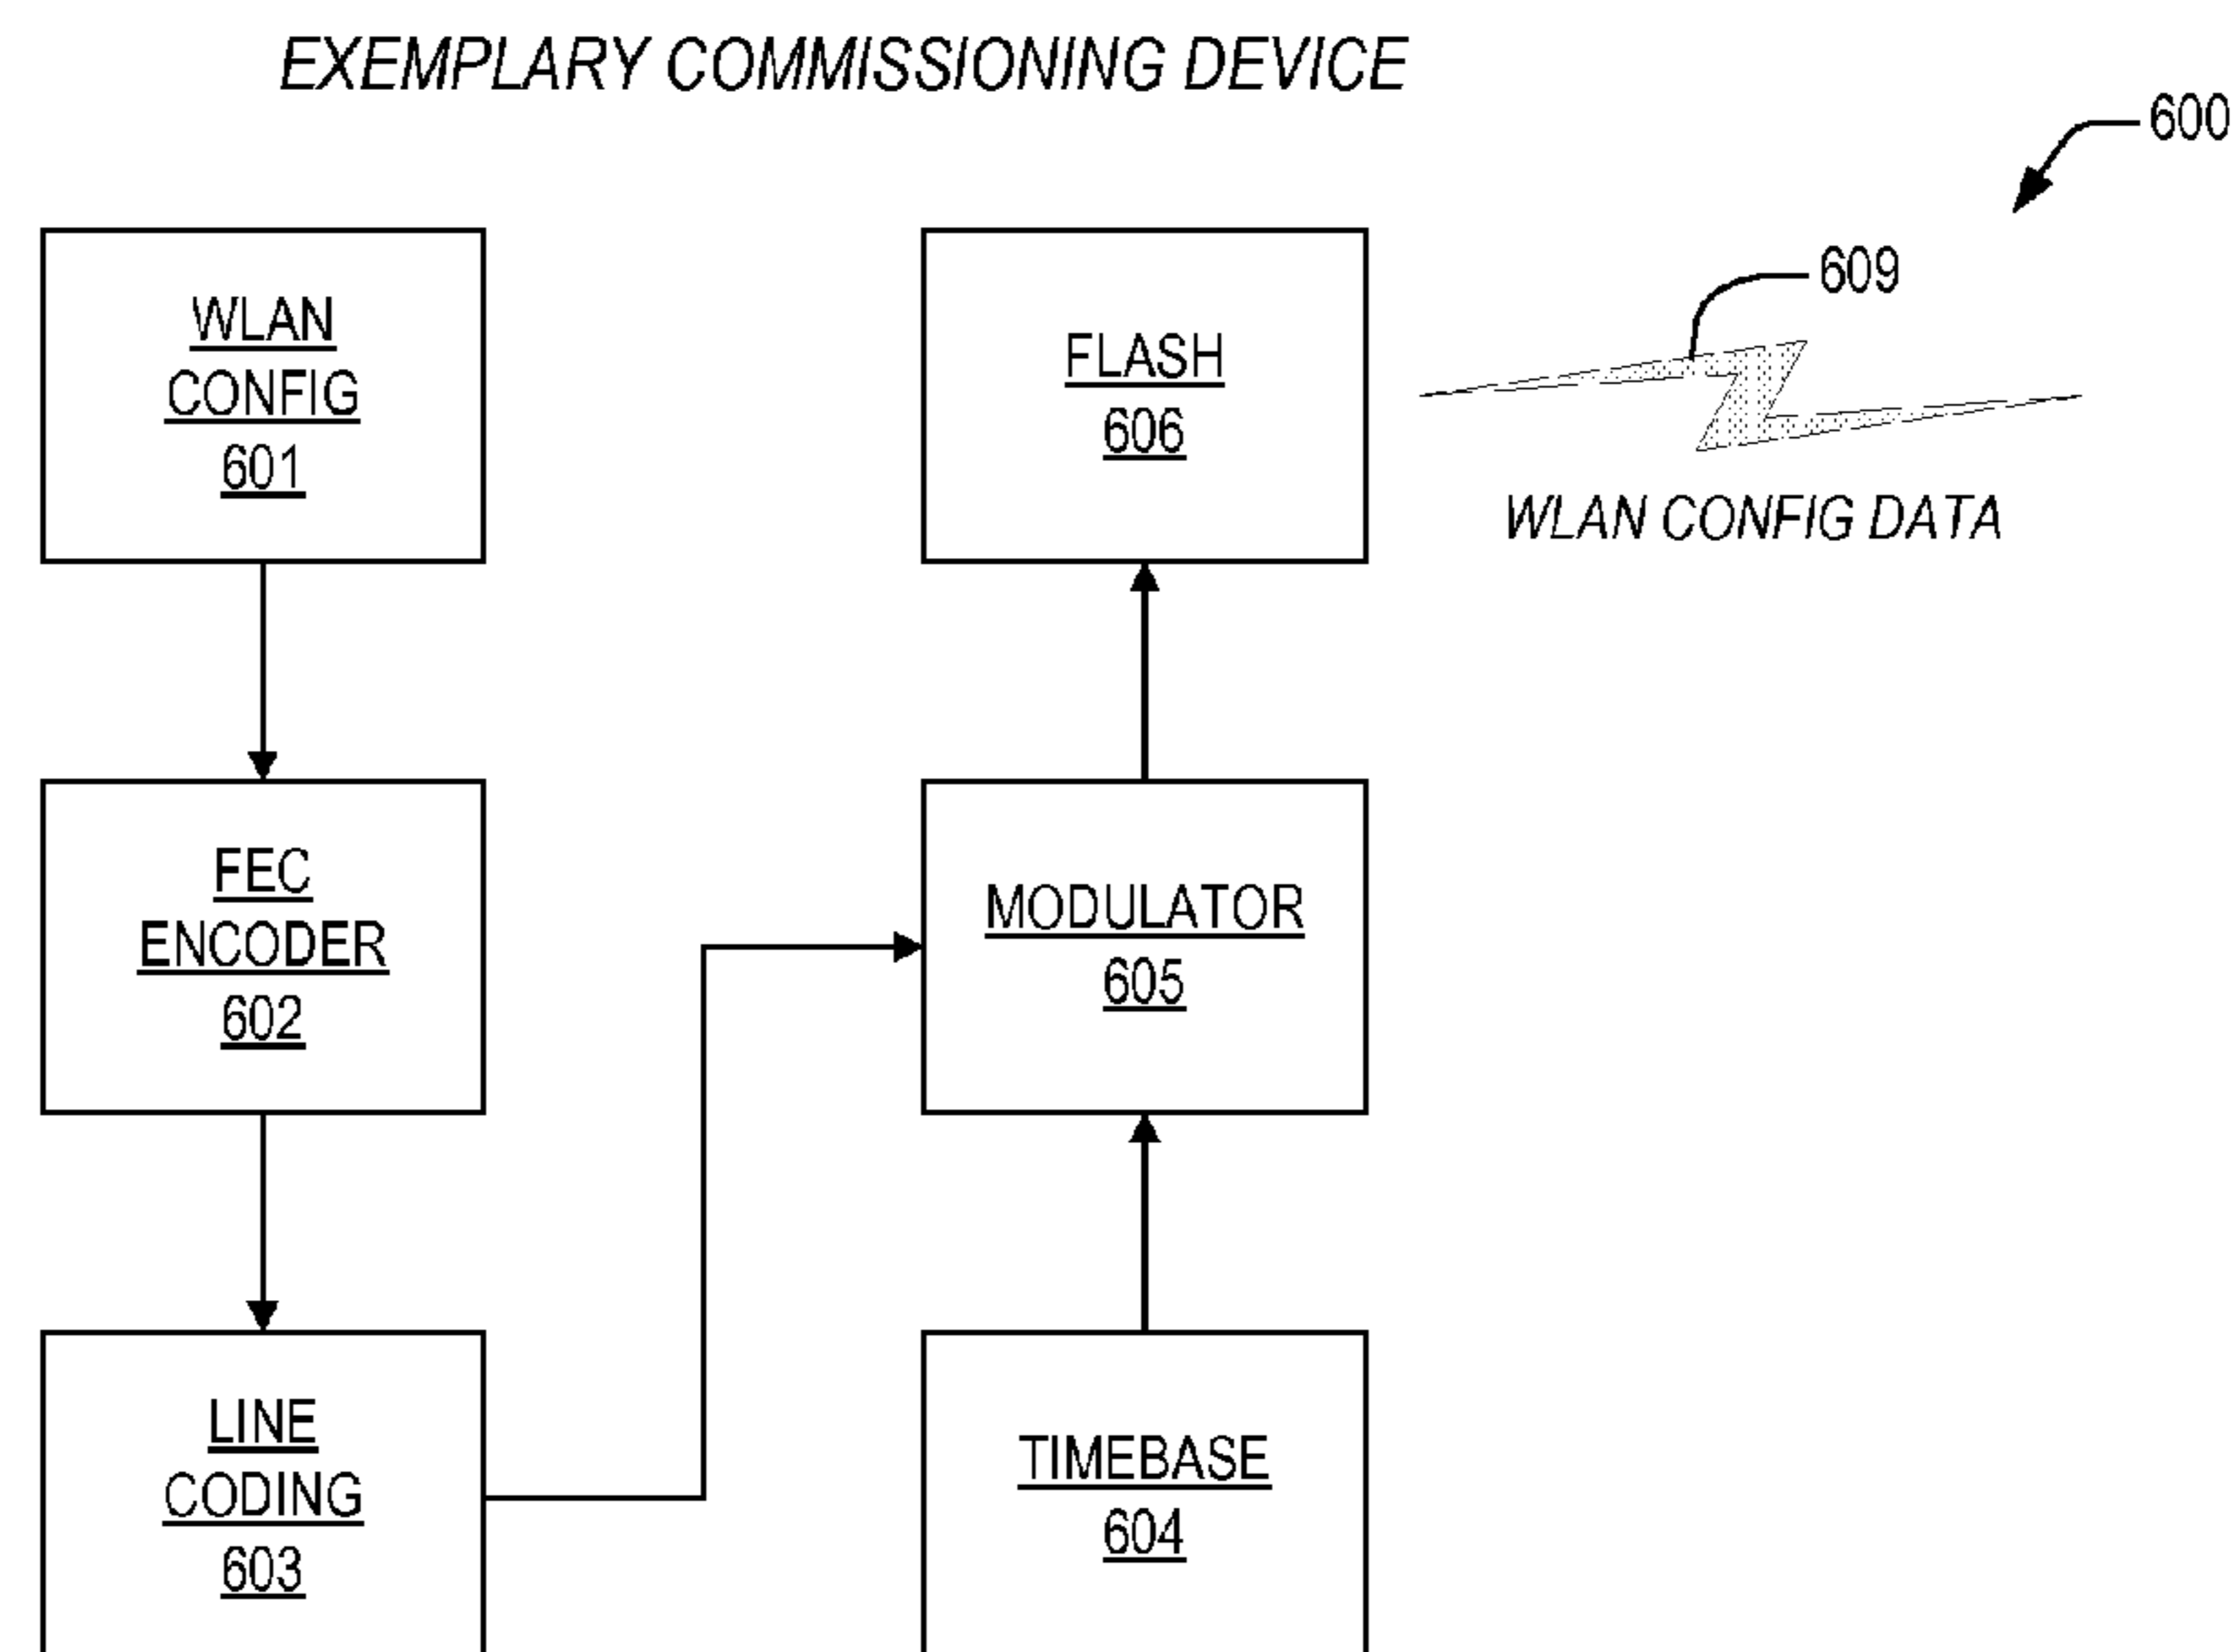 EXEMPLARY COMMISSIONING DEVICE
600
609
WLAN
CONFIG
601
FLASH
606
WLAN CONFIG DATA
FEC
ENCODER
602
MODULATOR
605
LINE
CODING
603
TIMEBASE
604